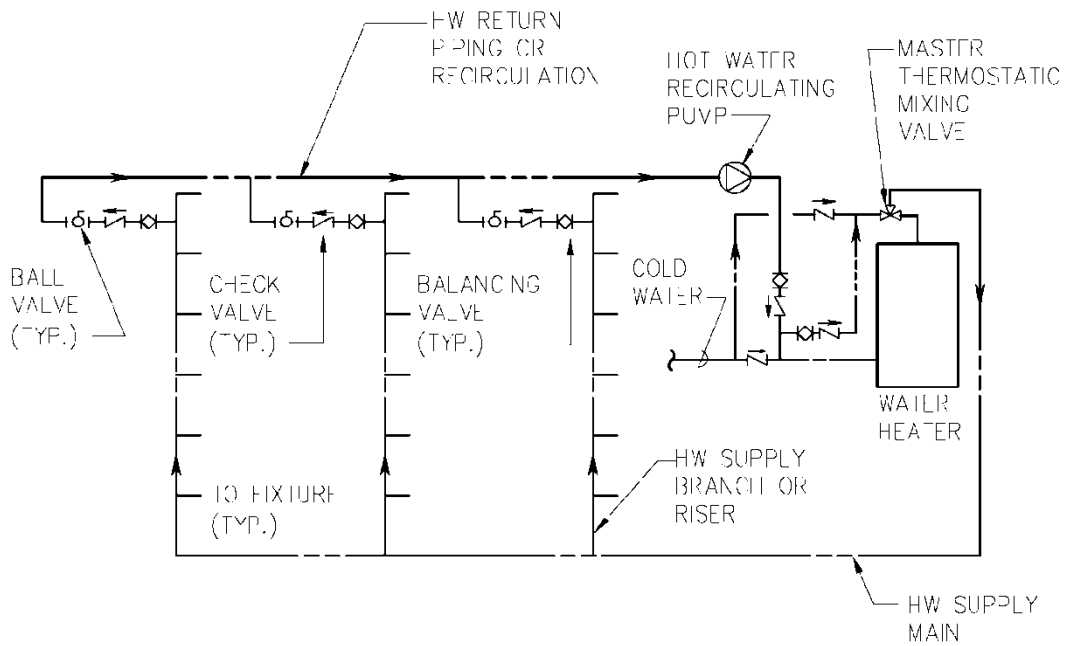 HW RETURN
PIPING OR
RECIRCULATION
HOT WATER
RECIRCULATING
PUMP
MASTER
THERMOSTATIC
MIXING
VALVE
BALL
VALVE
(TYP.)
CHECK
VALVE
(TYP.)
BALANCING
VALVE
(TYP.)
COLD
WATER
WATER
HEATER
TO FIXTURE
(TYP.)
HW SUPPLY
BRANCH OR
RISER
HW SUPPLY
MAIN